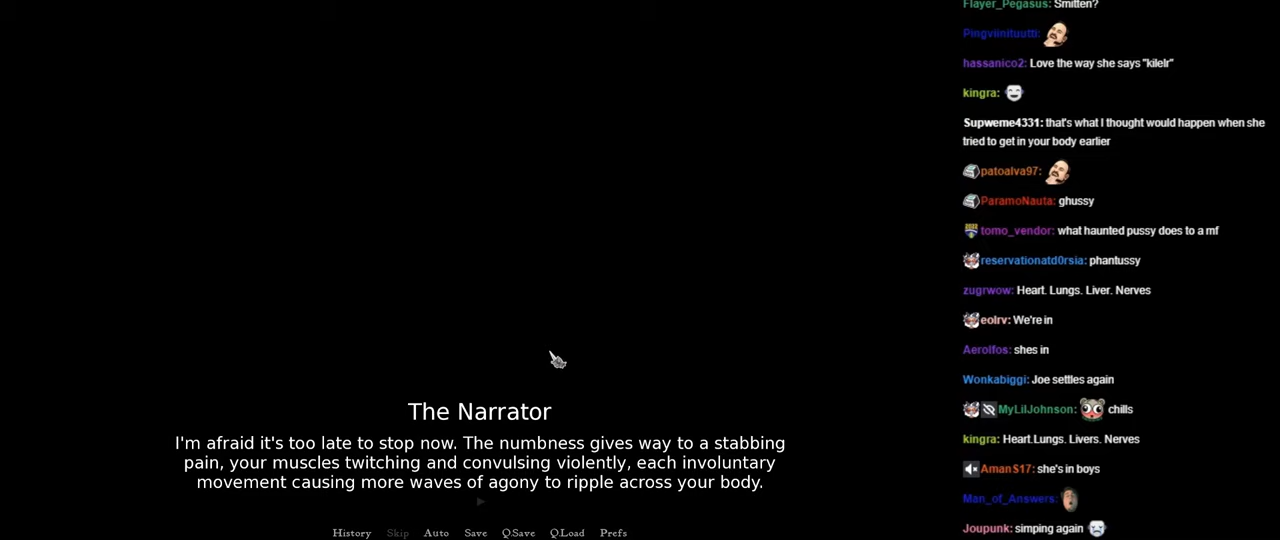 Flayer_Pegasus: Smitten?
Pingviinituutti:
hassanico2: Love the way she says "kilelr"
kingra:
Supweme4331: that's what I thought would happen when she
tried to get in your body earlier
patoalva97:
ParamoNauta: ghussy
tomo_vendor: what haunted pussy does to a mf
reservationatd0rsia: phantussy
zugrwow: Heart. Lungs. Liver. Nerves
eolrv: We're in
Aerolfos: shes in
Wonkabiggi: Joe settles again
MyLilJohnson: chills
kingra: Heart.Lungs. Livers. Nerves
AmanS17: she's in boys
Man_of_Answers:
Joupunk: simping again
The Narrator
I'm afraid it's too late to stop now. The numbness gives way to a stabbing
pain, your muscles twitching and convulsing violently, each involuntary
movement causing more waves of agony to ripple across your body.
History Skip Auto Save Q.Save Q.Load Prefs